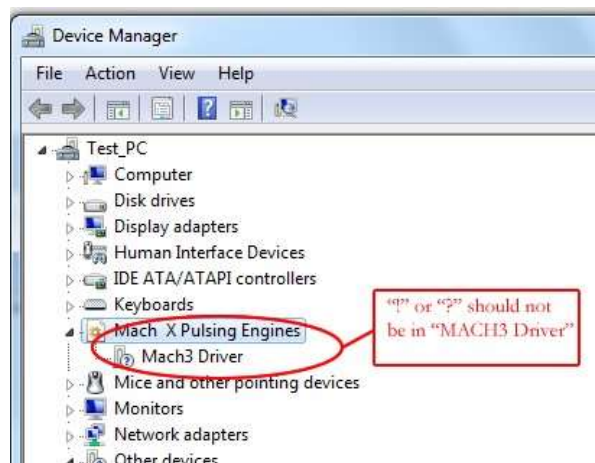 Device Manager
File Action View Help
Test_PC
Computer
Disk drives
Display adapters
Human Interface Devices
IDE ATA/ATAPI controllers
Keyboards
Mach X Pulsing Engines
Mach3 Driver
Mice and other pointing devices
Monitors
Network adapters
Other devices
“!” or “?” should not
be in “MACH3 Driver”